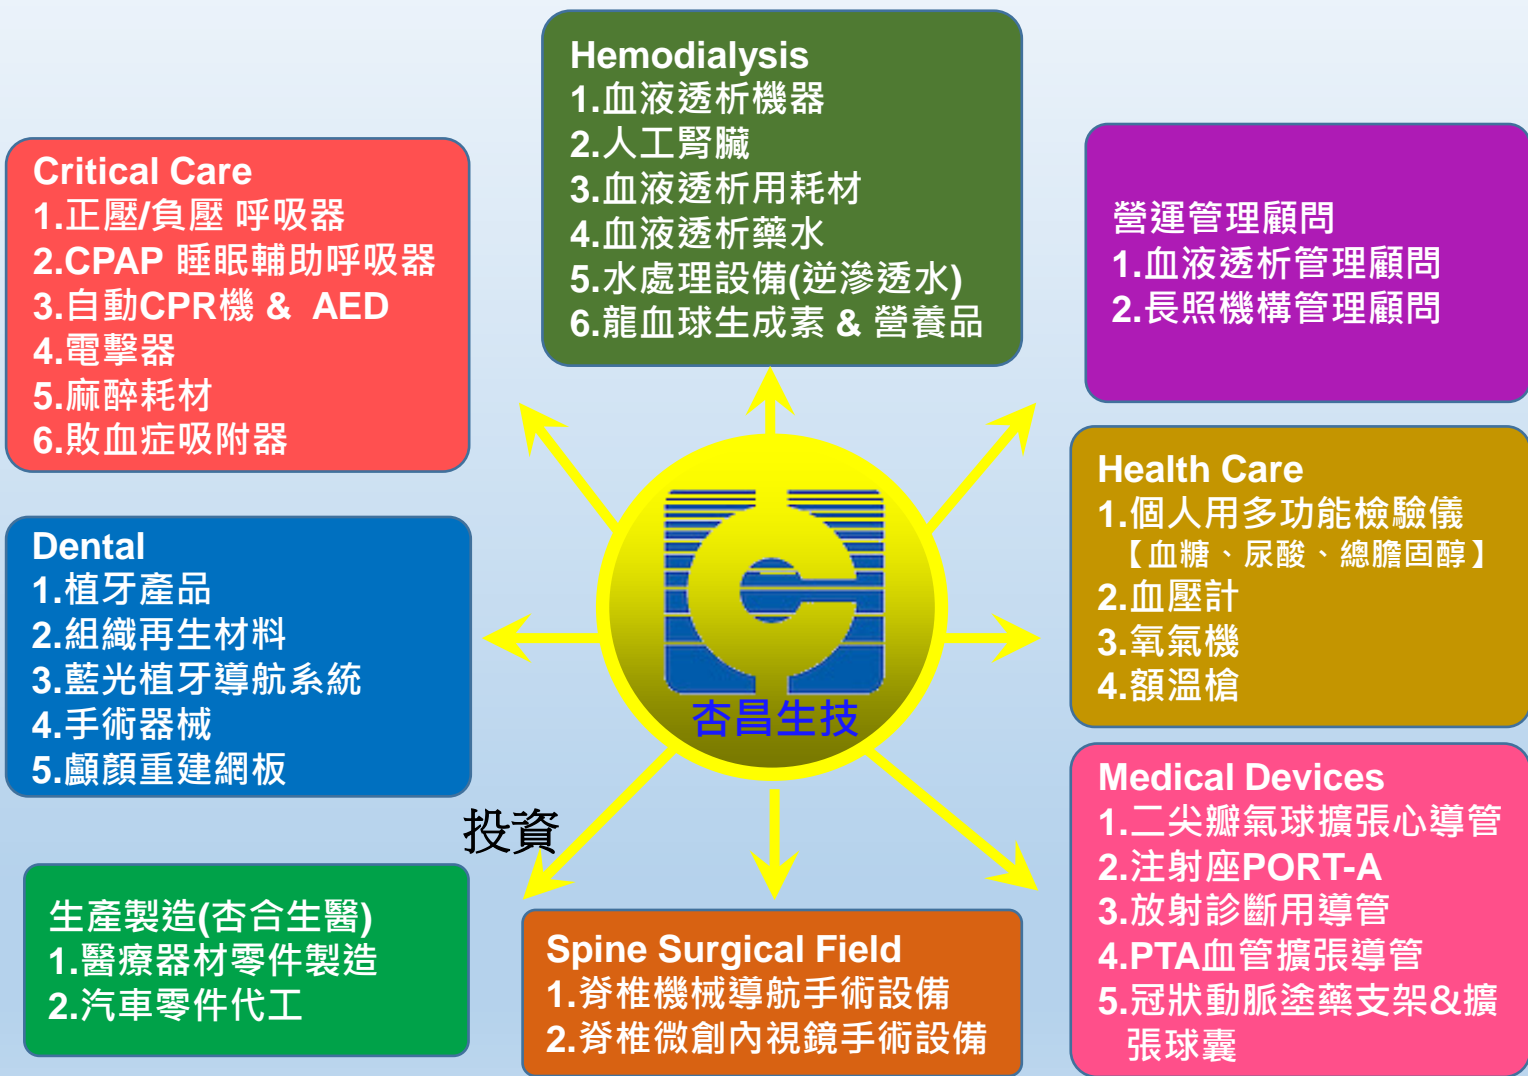 Hemodialysis
1.血液透析機器
2.人工腎臟
3.血液透析用耗材
4.血液透析藥水
5.水處理設備(逆滲透水)
6.龍血球生成素 & 營養品
Critical Care
1.正壓/負壓 呼吸器
2.CPAP 睡眠輔助呼吸器
3.自動CPR機 & AED
4.電擊器
5.麻醉耗材
6.敗血症吸附器
營運管理顧問
1.血液透析管理顧問
2.長照機構管理顧問
Dental
1.植牙產品
2.組織再生材料
3.藍光植牙導航系統
4.手術器械
5.顱顏重建網板
杏昌生技
Health Care
1.個人用多功能檢驗儀
【血糖、尿酸、總膽固醇】
2.血壓計
3.氧氣機
4.額溫槍
投資
生產製造(杏合生醫)
1.醫療器材零件製造
2.汽車零件代工
Spine Surgical Field
1.脊椎機械導航手術設備
2.脊椎微創內視鏡手術設備
Medical Devices
1.二尖瓣氣球擴張心導管
2.注射座PORT-A
3.放射診斷用導管
4.PTA血管擴張導管
5.冠狀動脈塗藥支架&擴
張球囊